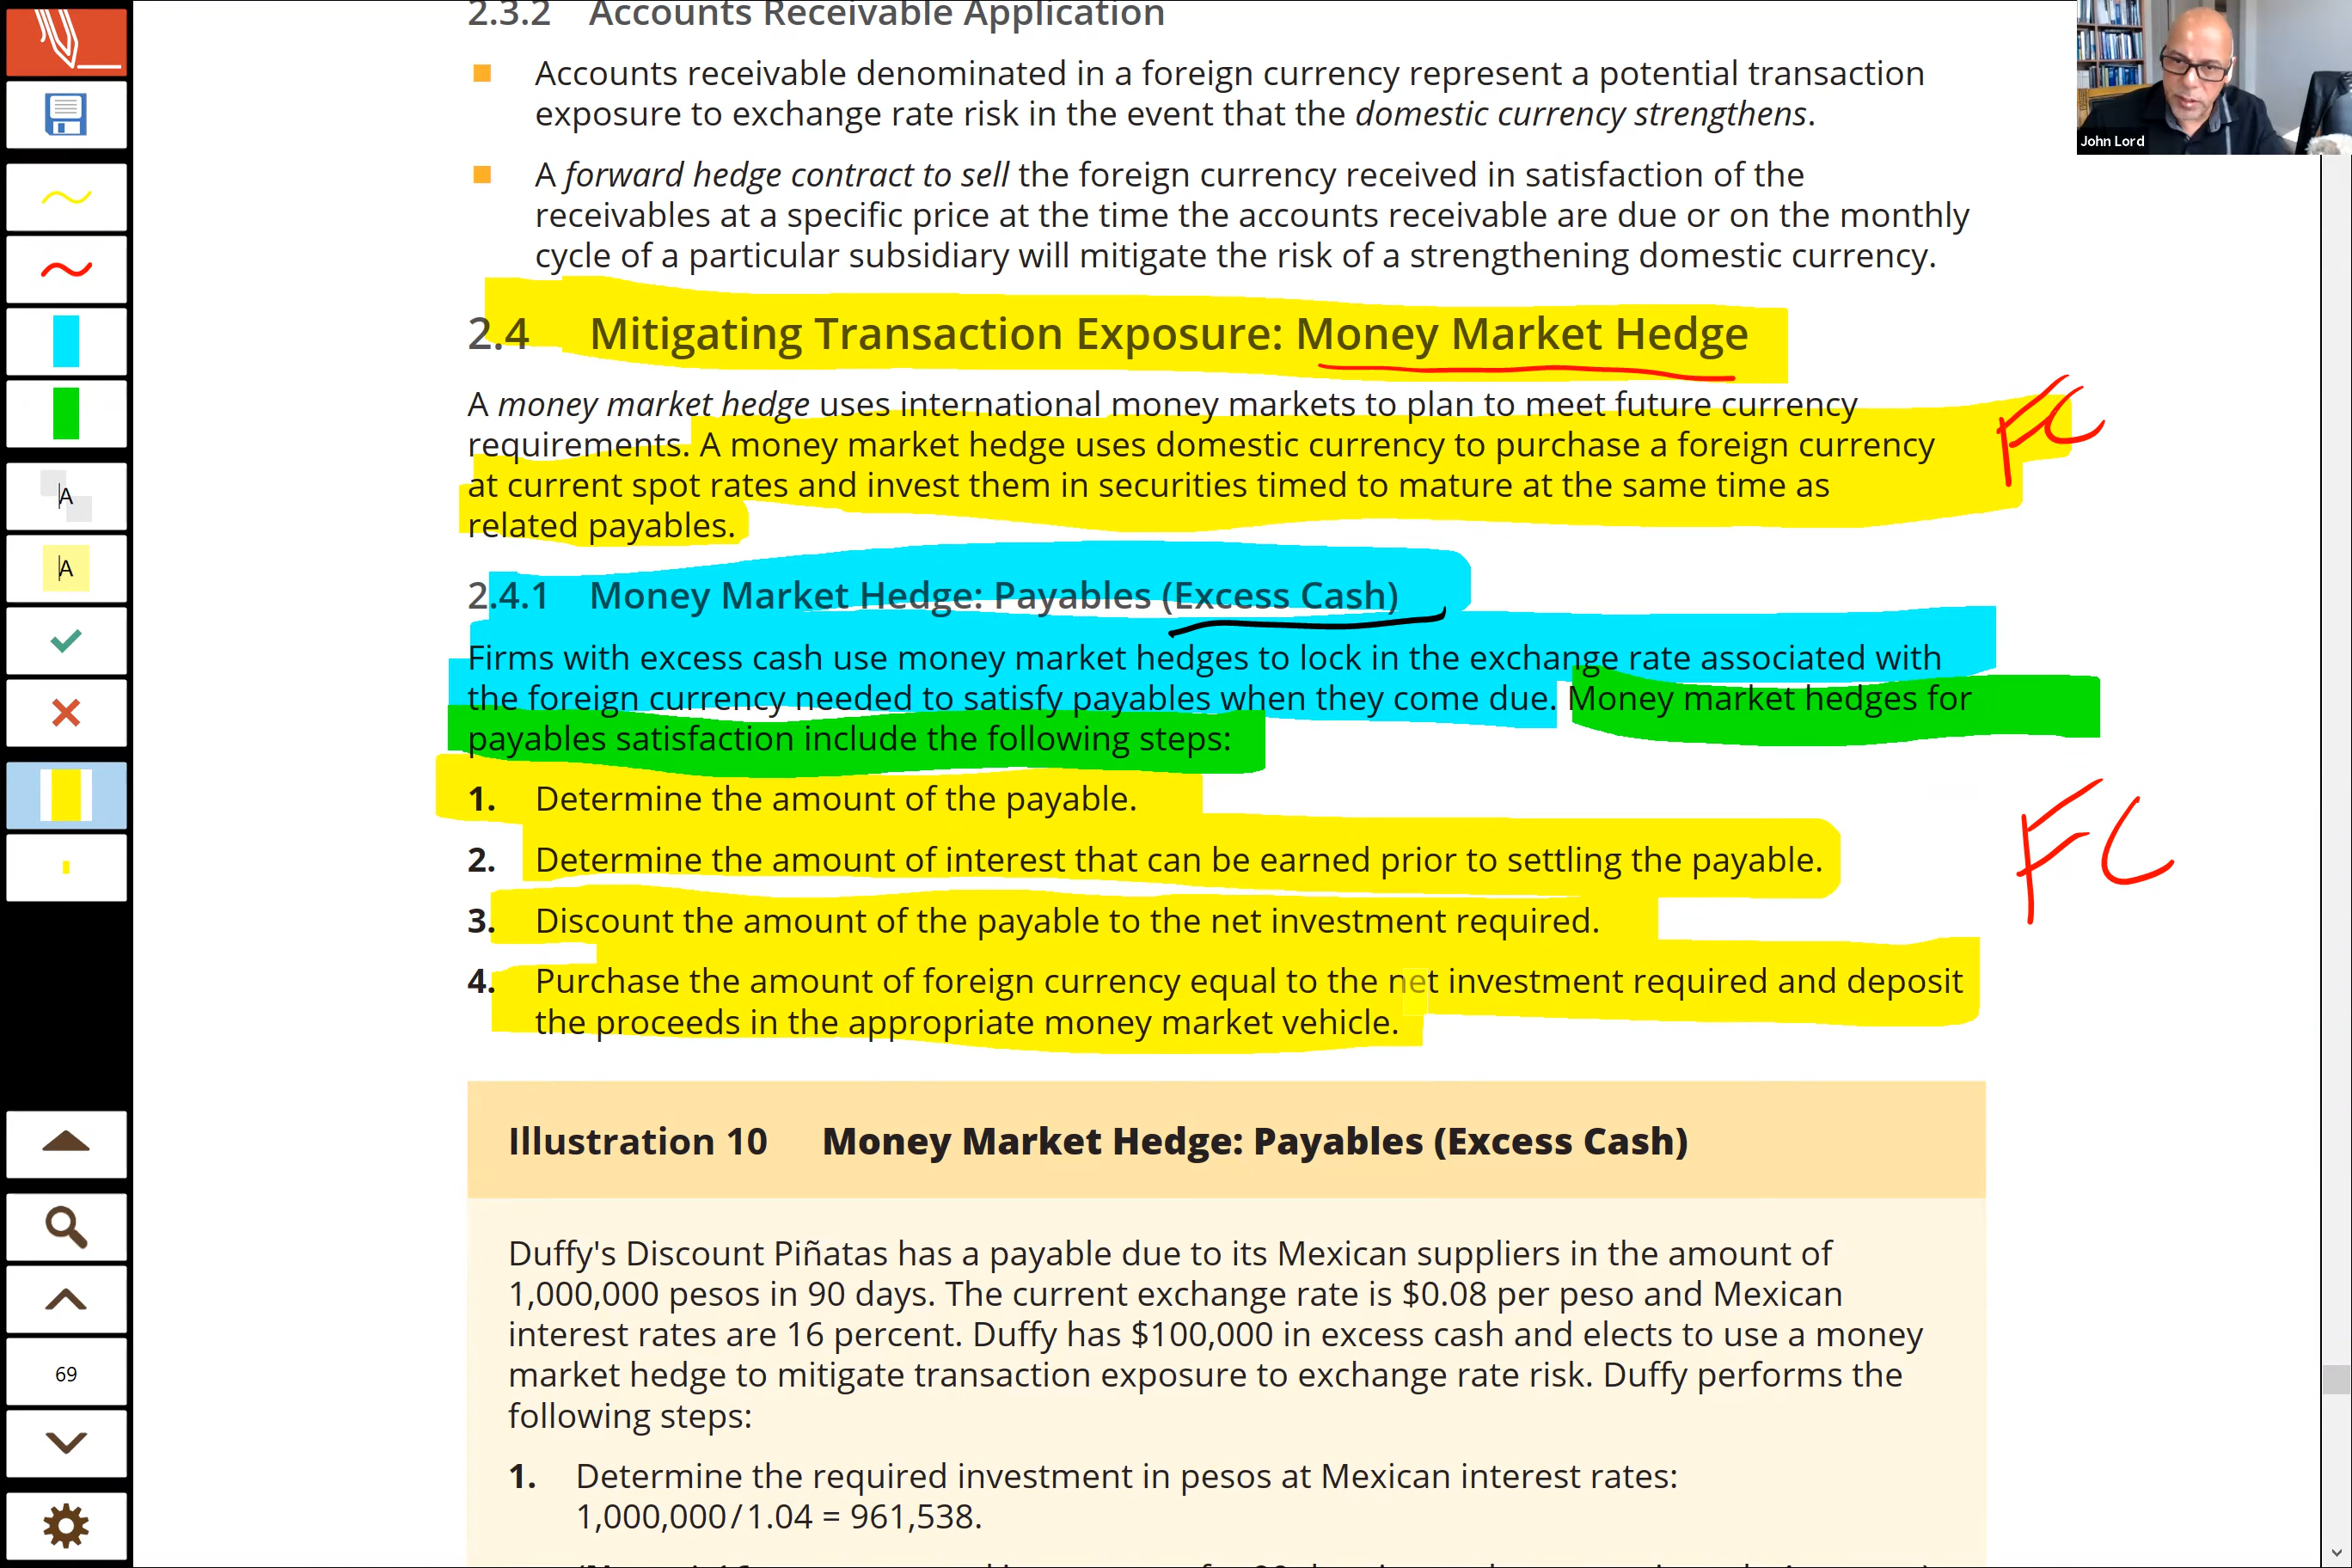 2.3.2 Accounts Receivable Application
Accounts receivable denominated in a foreign currency represent a potential transaction
exposure to exchange rate risk in the event that the domestic currency strengthens.
A forward hedge contract to sell the foreign currency received in satisfaction of the
receivables at a specific price at the time the accounts receivable are due or on the monthly
cycle of a particular subsidiary will mitigate the risk of a strengthening domestic currency.
John Lord
2.4 Mitigating Transaction Exposure: Money Market Hedge
A money market hedge uses international money markets to plan to meet future currency
requirements. A money market hedge uses domestic currency to purchase a foreign currency
at current spot rates and invest them in securities timed to mature at the same time as
related payables.
FC
2.4.1 Money Market Hedge: Payables (Excess Cash)
Firms with excess cash use money market hedges to lock in the exchange rate associated with
the foreign currency needed to satisfy payables when they come due. Money market hedges for
payables satisfaction include the following steps:
1. Determine the amount of the payable.
2. Determine the amount of interest that can be earned prior to settling the payable.
3. Discount the amount of the payable to the net investment required.
4. Purchase the amount of foreign currency equal to the net investment required and deposit
the proceeds in the appropriate money market vehicle.
FC
Illustration 10 Money Market Hedge: Payables (Excess Cash)
Duffy's Discount Piñatas has a payable due to its Mexican suppliers in the amount of
1,000,000 pesos in 90 days. The current exchange rate is $0.08 per peso and Mexican
interest rates are 16 percent. Duffy has $100,000 in excess cash and elects to use a money
market hedge to mitigate transaction exposure to exchange rate risk. Duffy performs the
following steps:
1. Determine the required investment in pesos at Mexican interest rates:
1,000,000/1.04 = 961,538.
A
A
69